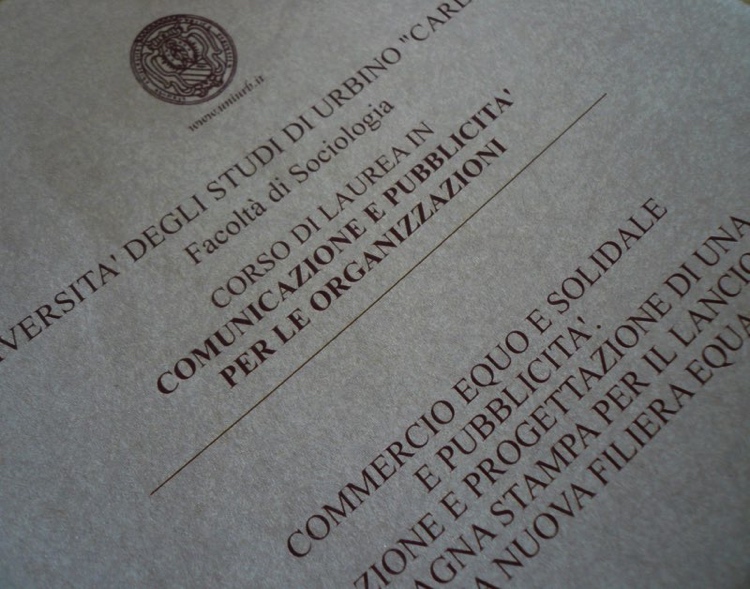 www.uniurb.it
IVERSITA' DEGLI STUDI DI URBINO "CARL
Facoltà di Sociologia
CORSO DI LAUREA IN
COMUNICAZIONE E PUBBLICITA'
PER LE ORGANIZZAZIONI
COMMERCIO EQUO E SOLIDALE
E PUBBLICITA'.
ZIONE E PROGETTAZIONE DI UNA
AGNA STAMPA PER IL LANCIO
A NUOVA FILIERA EQUA